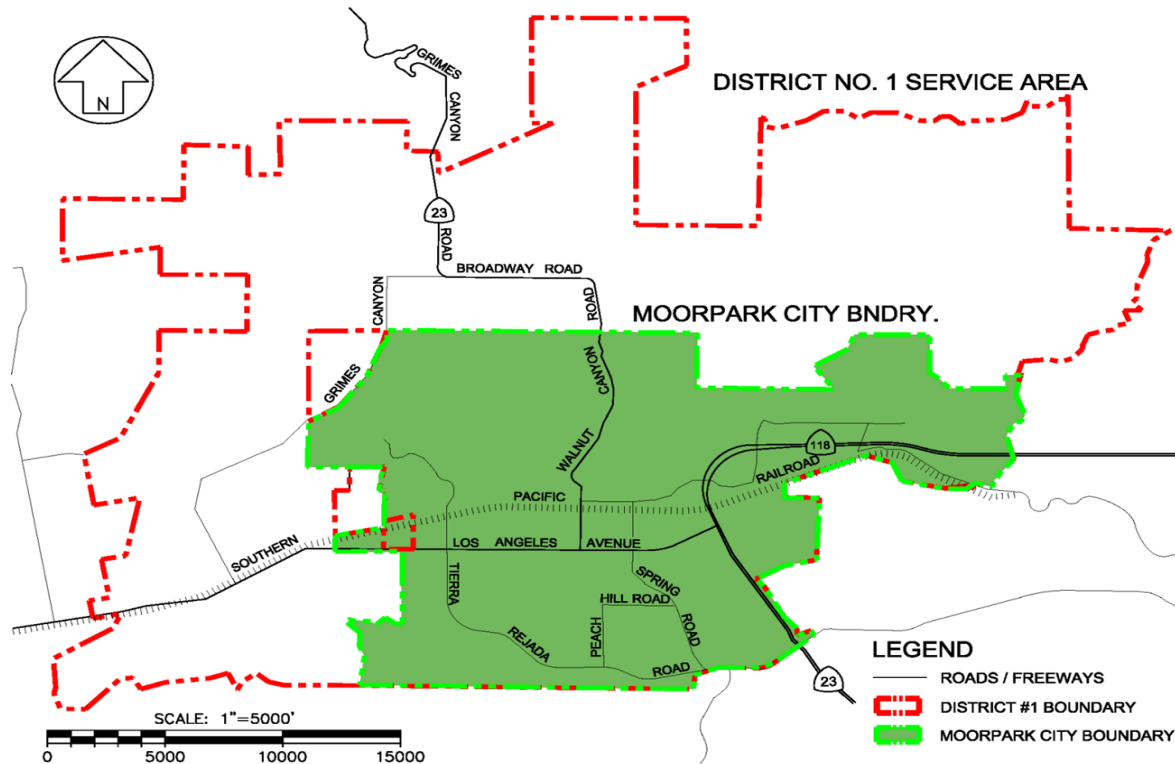 GRIMES
CANYON
N
DISTRICT NO. 1 SERVICE AREA
23
ROAD
BROADWAY ROAD
CANYON
ROAD
MOORPARK CITY BNDRY.
GRIMES
CANYON
WALNUT
118
RAILROAD
PACIFIC
SOUTHERN
LOS ANGELES AVENUE
TIERRA
SPRING
HILL ROAD
PEACH
ROAD
REJADA
ROAD
23
LEGEND
ROADS / FREEWAYS
DISTRICT #1 BOUNDARY
MOORPARK CITY BOUNDARY
SCALE: 1"=5000'
0 5000 10000 15000